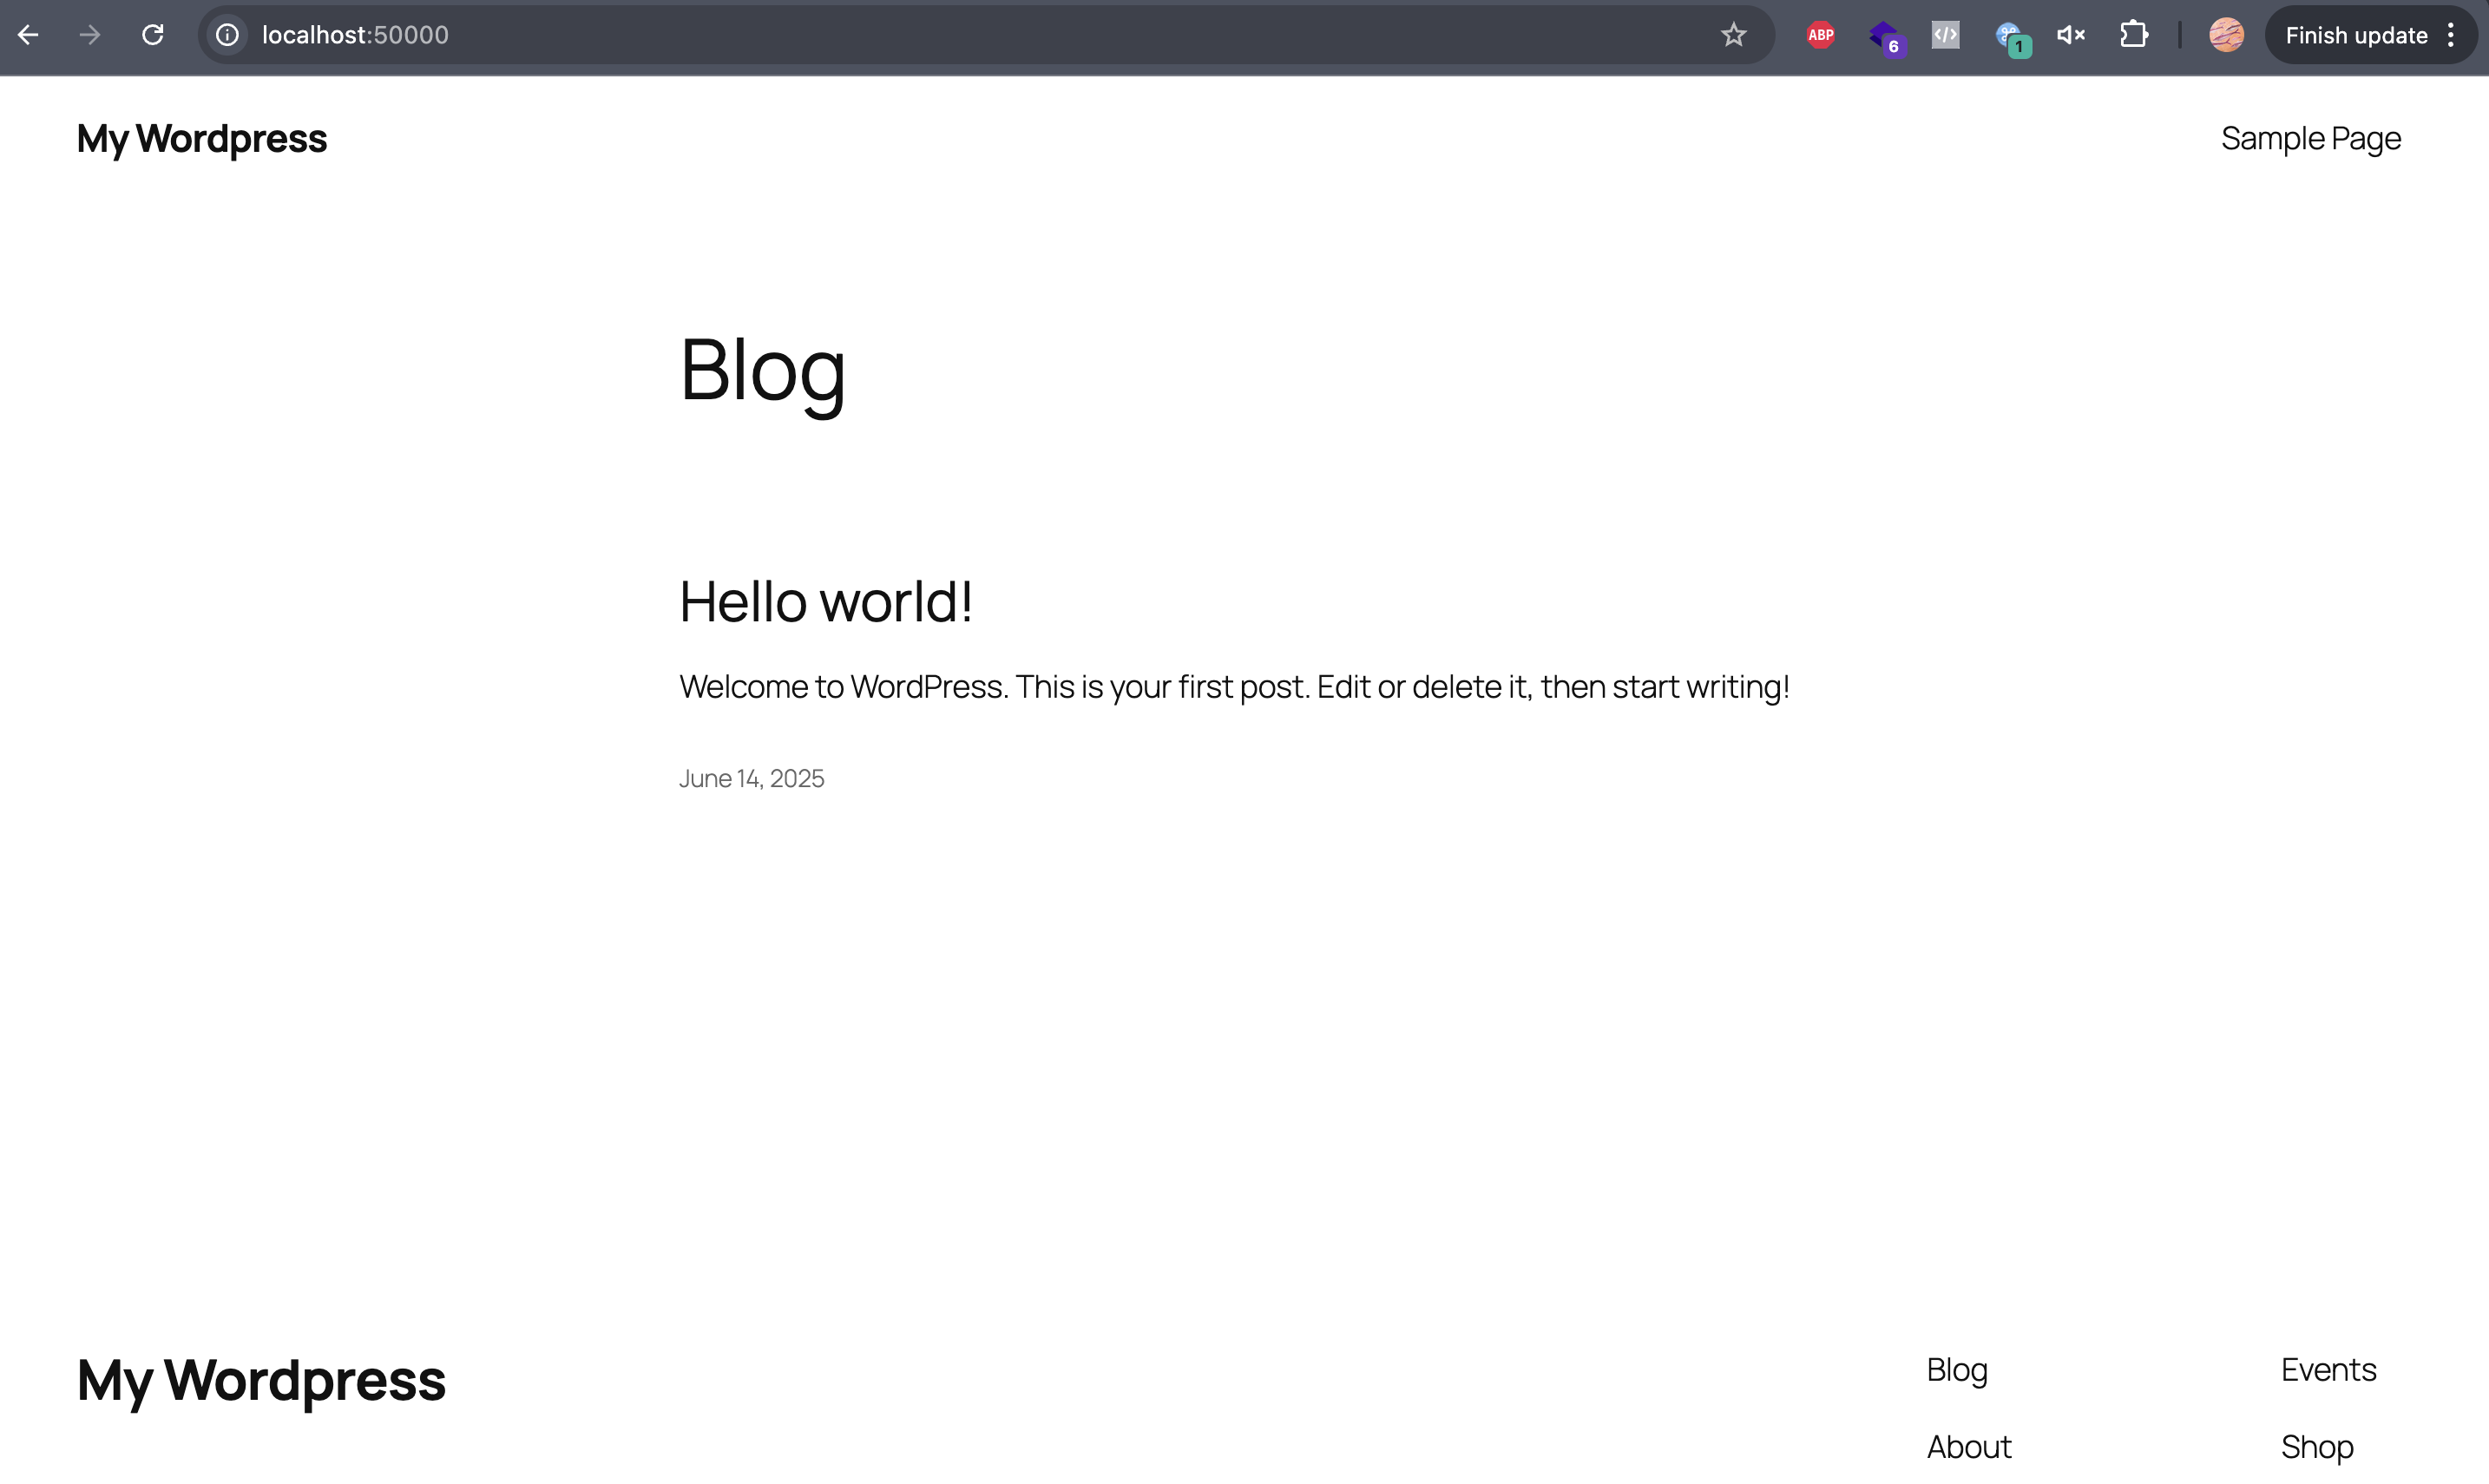 localhost:50000
ABP
6
1
Finish update
My Wordpress
Sample Page
Blog
Hello world!
Welcome to WordPress. This is your first post. Edit or delete it, then start writing!
June 14, 2025
My Wordpress
Blog
Events
About
Shop